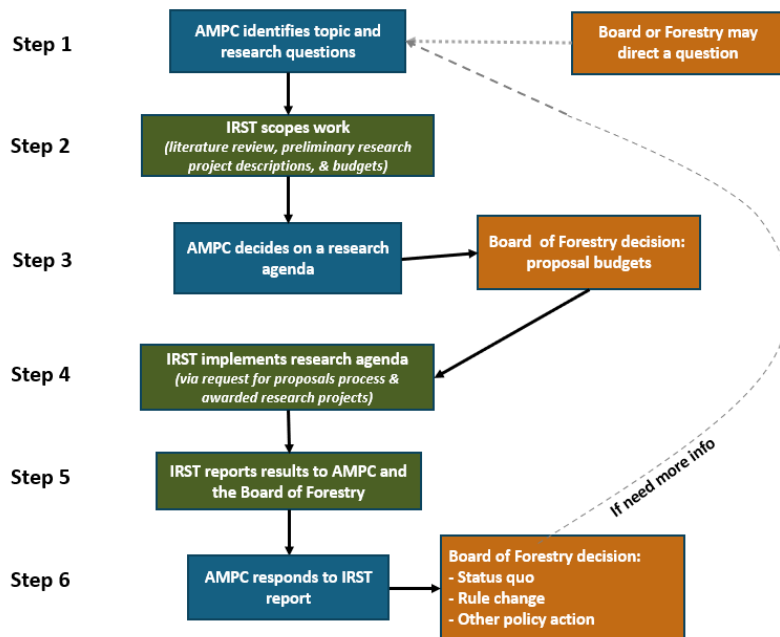 Step 1
AMPC identifies topic and
research questions
Board or Forestry may
direct a question
Step 2
IRST scopes work
(literature review, preliminary research
project descriptions, & budgets)
Step 3
AMPC decides on a research
agenda
Board  of Forestry decision:
proposal budgets
Step 4
IRST implements research agenda
(via request for proposals process &
awarded research projects)
Step 5
IRST reports results to AMPC and
the Board of Forestry
If need more info
Step 6
AMPC responds to IRST
report
Board of Forestry decision:
- Status quo
- Rule change
- Other policy action